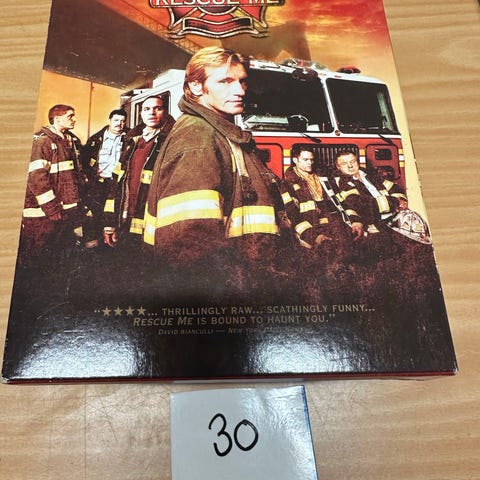 RESCUE ME
"★★★★... THRILLINGLY RAW... SCATHINGLY FUNNY...
RESCUE ME IS BOUND TO HAUNT YOU."
DAVID BIANCULLI — NEW YORK
30